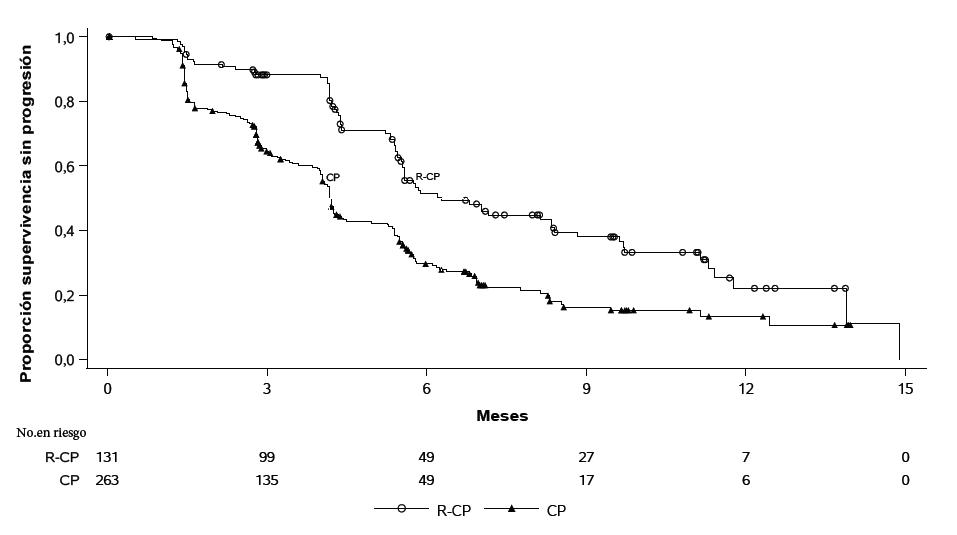 Proporción supervivencia sin progresión
1,0
0,8
0,6
0,4
0,2
0,0
CP
R-CP
0 3 6 9 12 15
Meses
No.en riesgo
R-CP 131 99 49 27 7 0
CP 263 135 49 17 6 0
R-CP CP